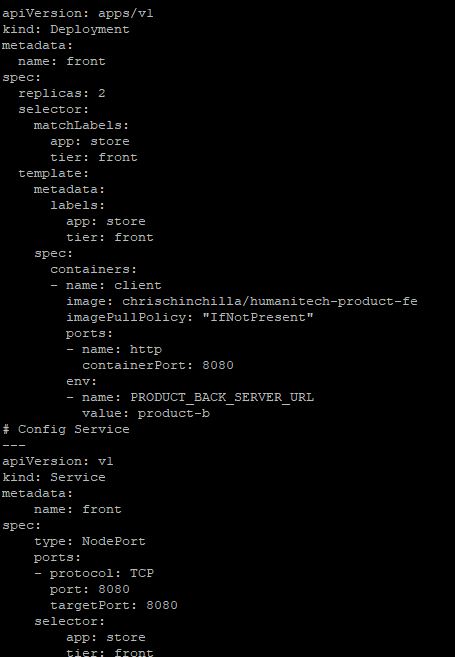 apiVersion: apps/v1
kind: Deployment
metadata:
  name: front
spec:
  replicas: 2
  selector:
    matchLabels:
      app: store
      tier: front
  template:
    metadata:
      labels:
        app: store
        tier: front
    spec:
      containers:
      - name: client
        image: chrischinchilla/humanitech-product-fe
        imagePullPolicy: "IfNotPresent"
        ports:
        - name: http
          containerPort: 8080
        env:
        - name: PRODUCT_BACK_SERVER_URL
          value: product-b
# Config Service
---
apiVersion: v1
kind: Service
metadata:
    name: front
spec:
    type: NodePort
    ports:
    - protocol: TCP
      port: 8080
      targetPort: 8080
    selector:
        app: store
        tier: front